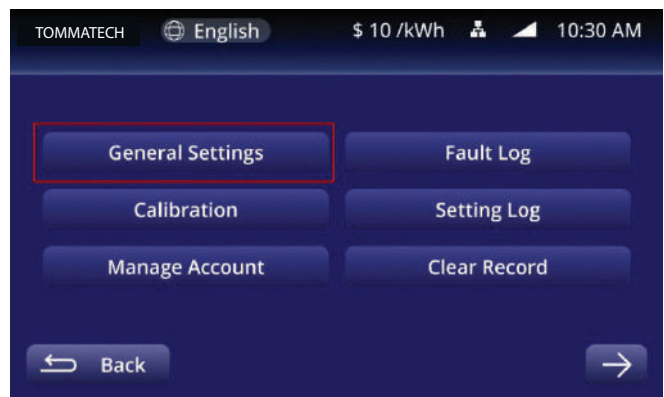 TOMMATECH English $ 10 /kWh 10:30 AM
General Settings Fault Log
Calibration Setting Log
Manage Account Clear Record
Back